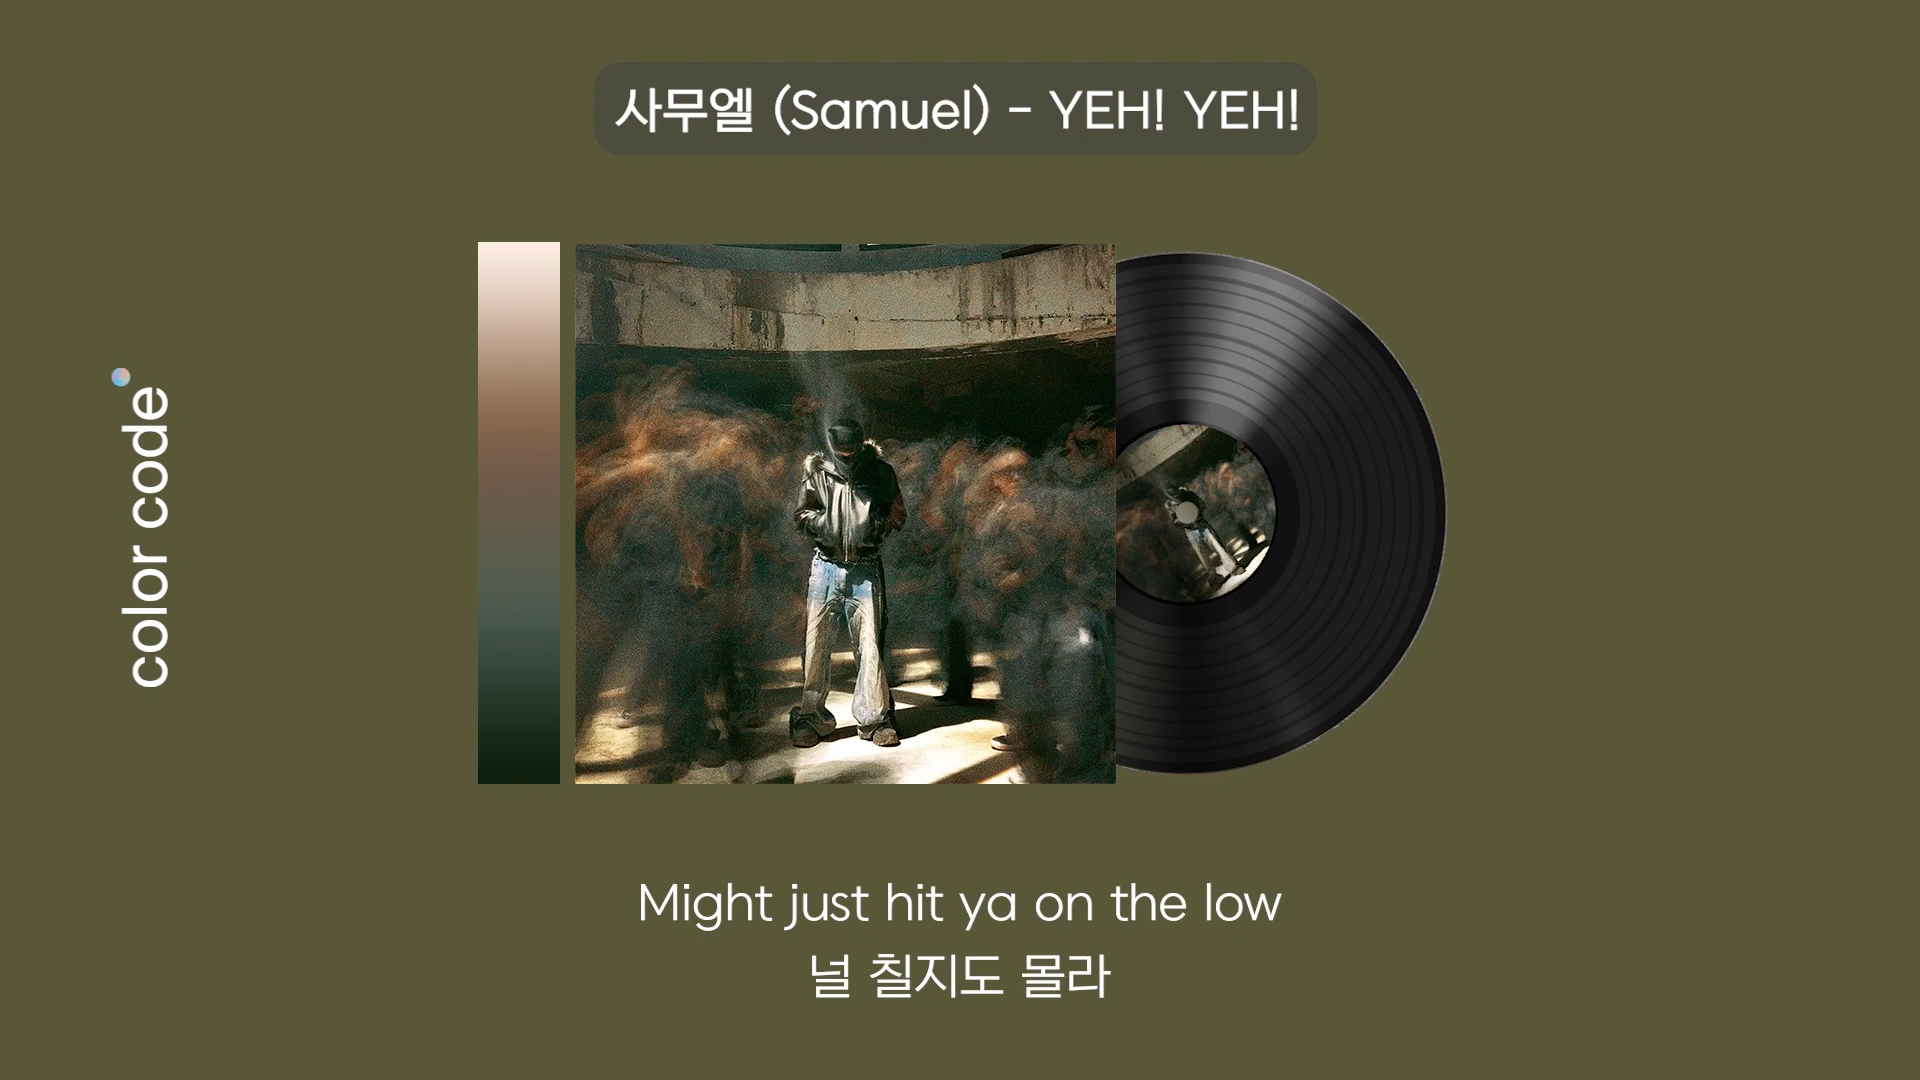 사무엘 (Samuel) - YEH! YEH!
color code
Might just hit ya on the low
널 칠지도 몰라